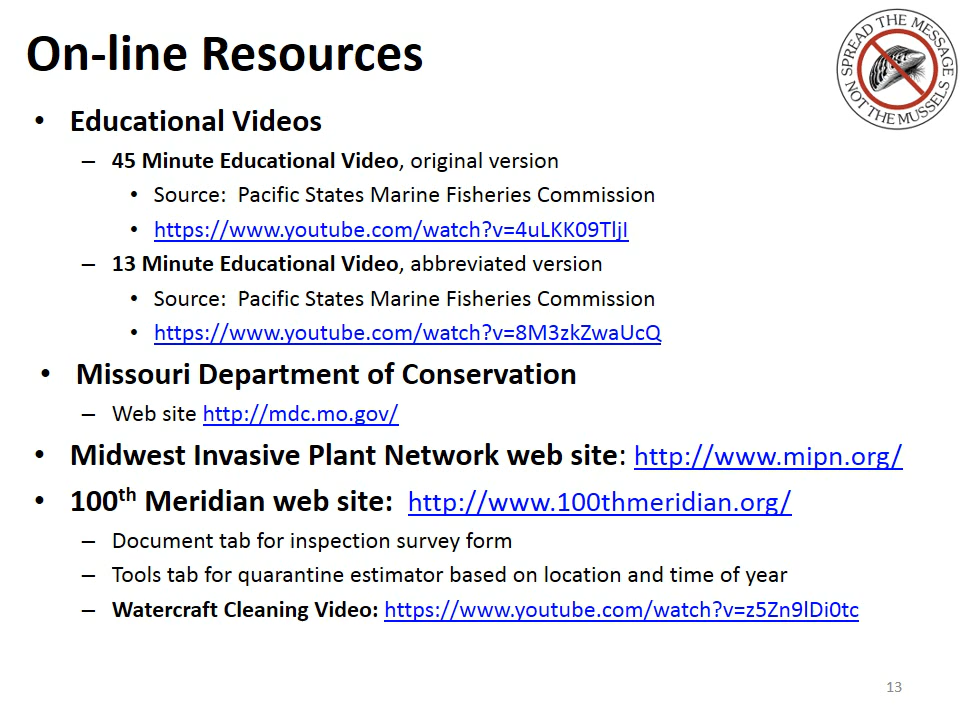 On-line Resources
SPREAD THE MESSAGE
NOT THE MUSSELS
• Educational Videos
– 45 Minute Educational Video, original version
• Source:  Pacific States Marine Fisheries Commission
• https://www.youtube.com/watch?v=4uLKK09TljI
– 13 Minute Educational Video, abbreviated version
• Source:  Pacific States Marine Fisheries Commission
• https://www.youtube.com/watch?v=8M3zkZwaUcQ
• Missouri Department of Conservation
– Web site http://mdc.mo.gov/
• Midwest Invasive Plant Network web site: http://www.mipn.org/
• 100th Meridian web site:  http://www.100thmeridian.org/
– Document tab for inspection survey form
– Tools tab for quarantine estimator based on location and time of year
– Watercraft Cleaning Video: https://www.youtube.com/watch?v=z5Zn9lDi0tc
13